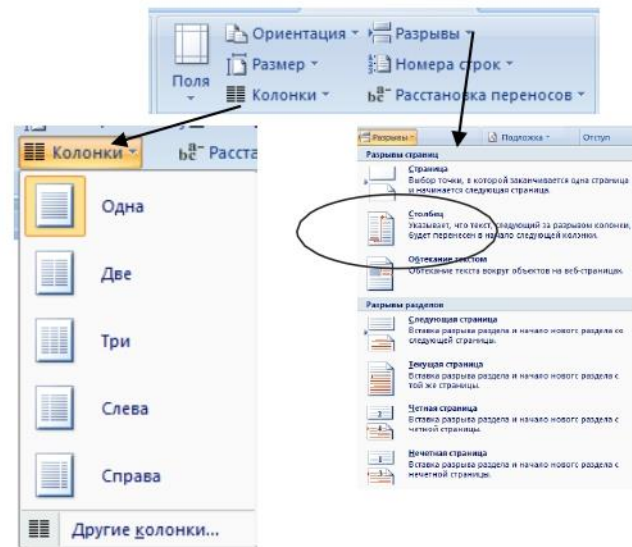 Ориентация
Разрывы
Размер
Номера строк
Поля
Колонки
Расстановка переносов
Колонки
Расста
Одна
Две
Три
Слева
Справа
Другие колонки...
Разрывы
Подложка
Отступ
Разрывы страниц
Страница
Выбор точки, в которой заканчивается одна страница
и начинается следующая страница.
Столбец
Указывает, что текст, следующий за разрывом колонки,
будет перенесен в начало следующей колонки.
Обтекание текстом
Обтекание текста вокруг объектов на веб-страницах.
Разрывы разделов
Следующая страница
Вставка разрыва раздела и начало нового раздела со
следующей страницы.
Текущая страница
Вставка разрыва раздела и начало нового раздела с
той же страницы.
Четная страница
Вставка разрыва раздела и начало нового раздела с
четной страницы.
Нечетная страница
Вставка разрыва раздела и начало нового раздела с
нечетной страницы.